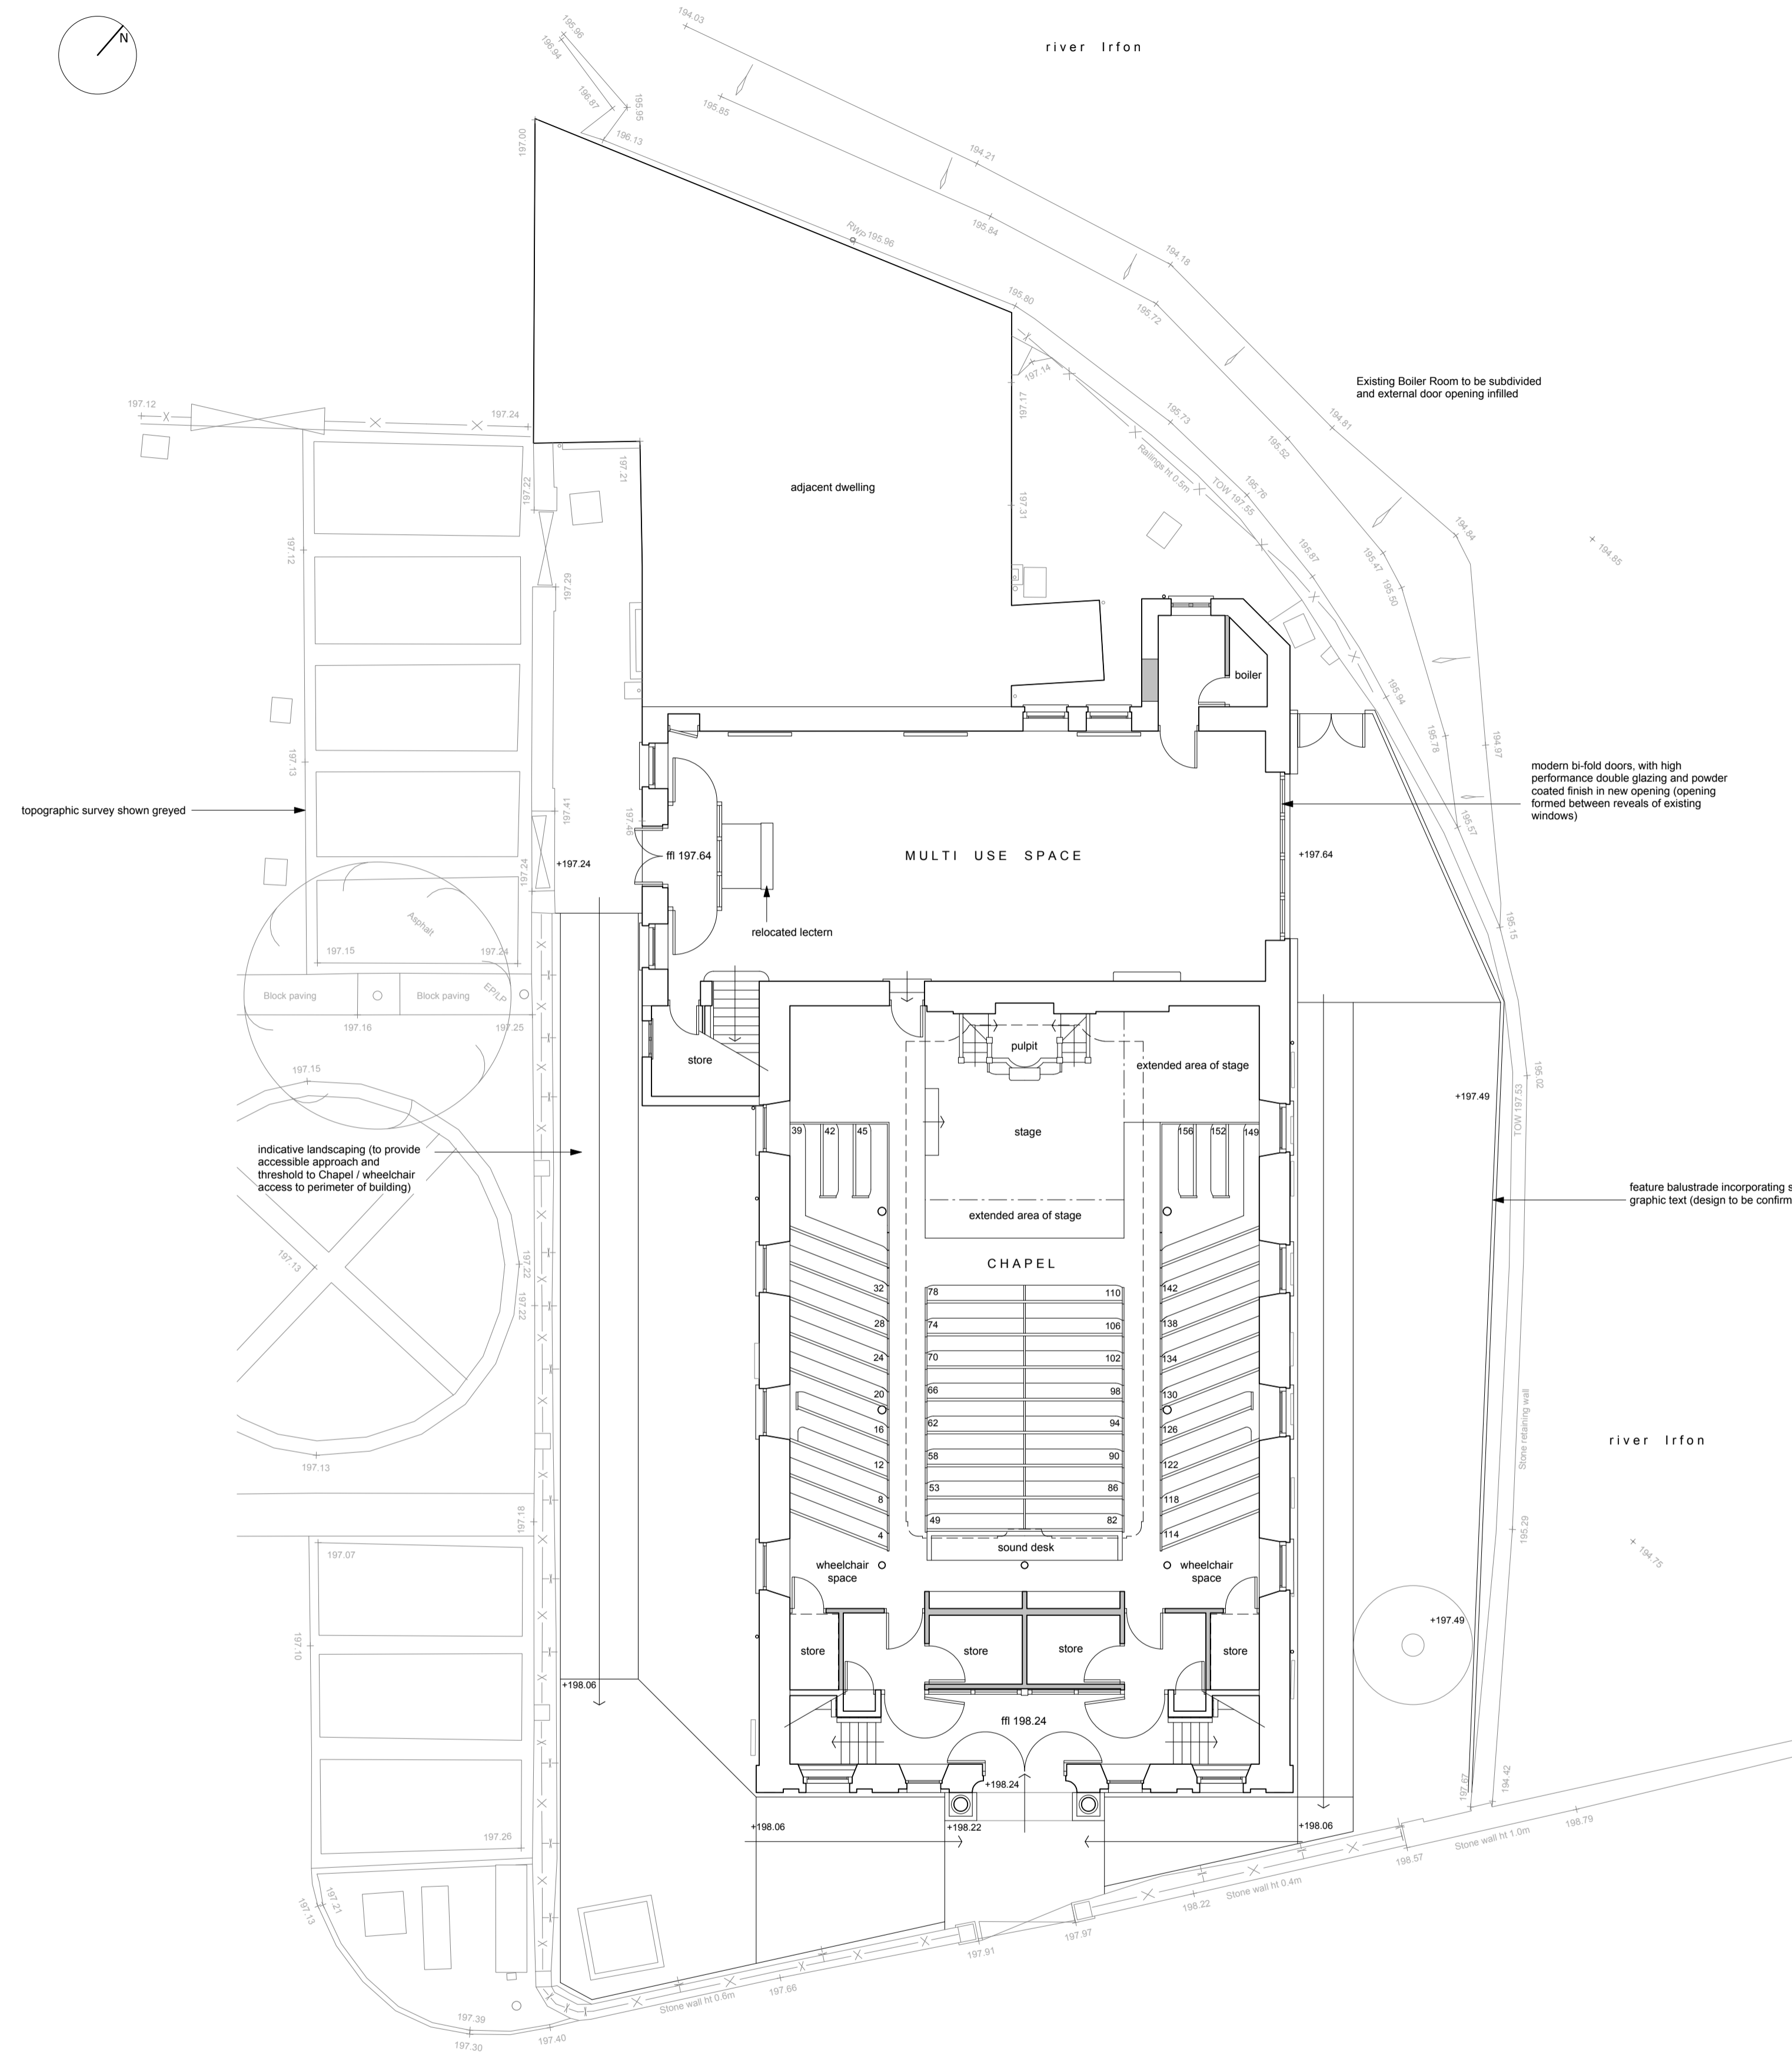 N
river Irfon
194.03
195.96
196.94
195.85
196.87
195.95
196.13
197.00
194.21
195.84
RWP 195.96
194.18
195.80
195.72
197.14
Existing Boiler Room to be subdivided
and external door opening infilled
197.12
197.24
197.17
195.73
194.81
Railings ht 0.5m
195.52
197.21
197.22
adjacent dwelling
197.31
TOW 197.55
195.76
194.84
194.85
197.12
195.87
195.47
197.29
195.50
boiler
195.94
195.78
194.97
197.13
modern bi-fold doors, with high
performance double glazing and powder
coated finish in new opening (opening
formed between reveals of existing
windows)
topographic survey shown greyed
197.41
197.46
195.57
+197.24
ffl 197.64
MULTI USE SPACE
+197.64
197.24
Asphalt
relocated lectern
195.15
197.15
197.24
Block paving
Block paving
EP/LP
197.16
197.25
store
pulpit
extended area of stage
197.15
196.02
+197.49
TOW 197.53
39
42
45
stage
156
152
149
indicative landscaping (to provide
accessible approach and
threshold to Chapel / wheelchair
access to perimeter of building)
feature balustrade incorporating s
graphic text (design to be confirm
extended area of stage
197.13
197.22
CHAPEL
197.22
32
78
110
142
28
74
106
138
24
70
102
134
20
66
98
130
16
62
94
126
12
58
90
122
8
53
86
118
4
49
82
114
Stone retaining wall
river Irfon
197.13
197.18
195.29
194.75
sound desk
197.07
wheelchair
space
wheelchair
space
+197.49
197.10
store
store
store
store
+198.06
ffl 198.24
+198.24
197.67
194.42
+198.06
+198.22
+198.06
197.26
198.79
Stone wall ht 1.0m
198.57
Stone wall ht 0.4m
198.22
197.21
197.13
197.97
197.91
197.66
Stone wall ht 0.6m
197.39
197.30
197.40